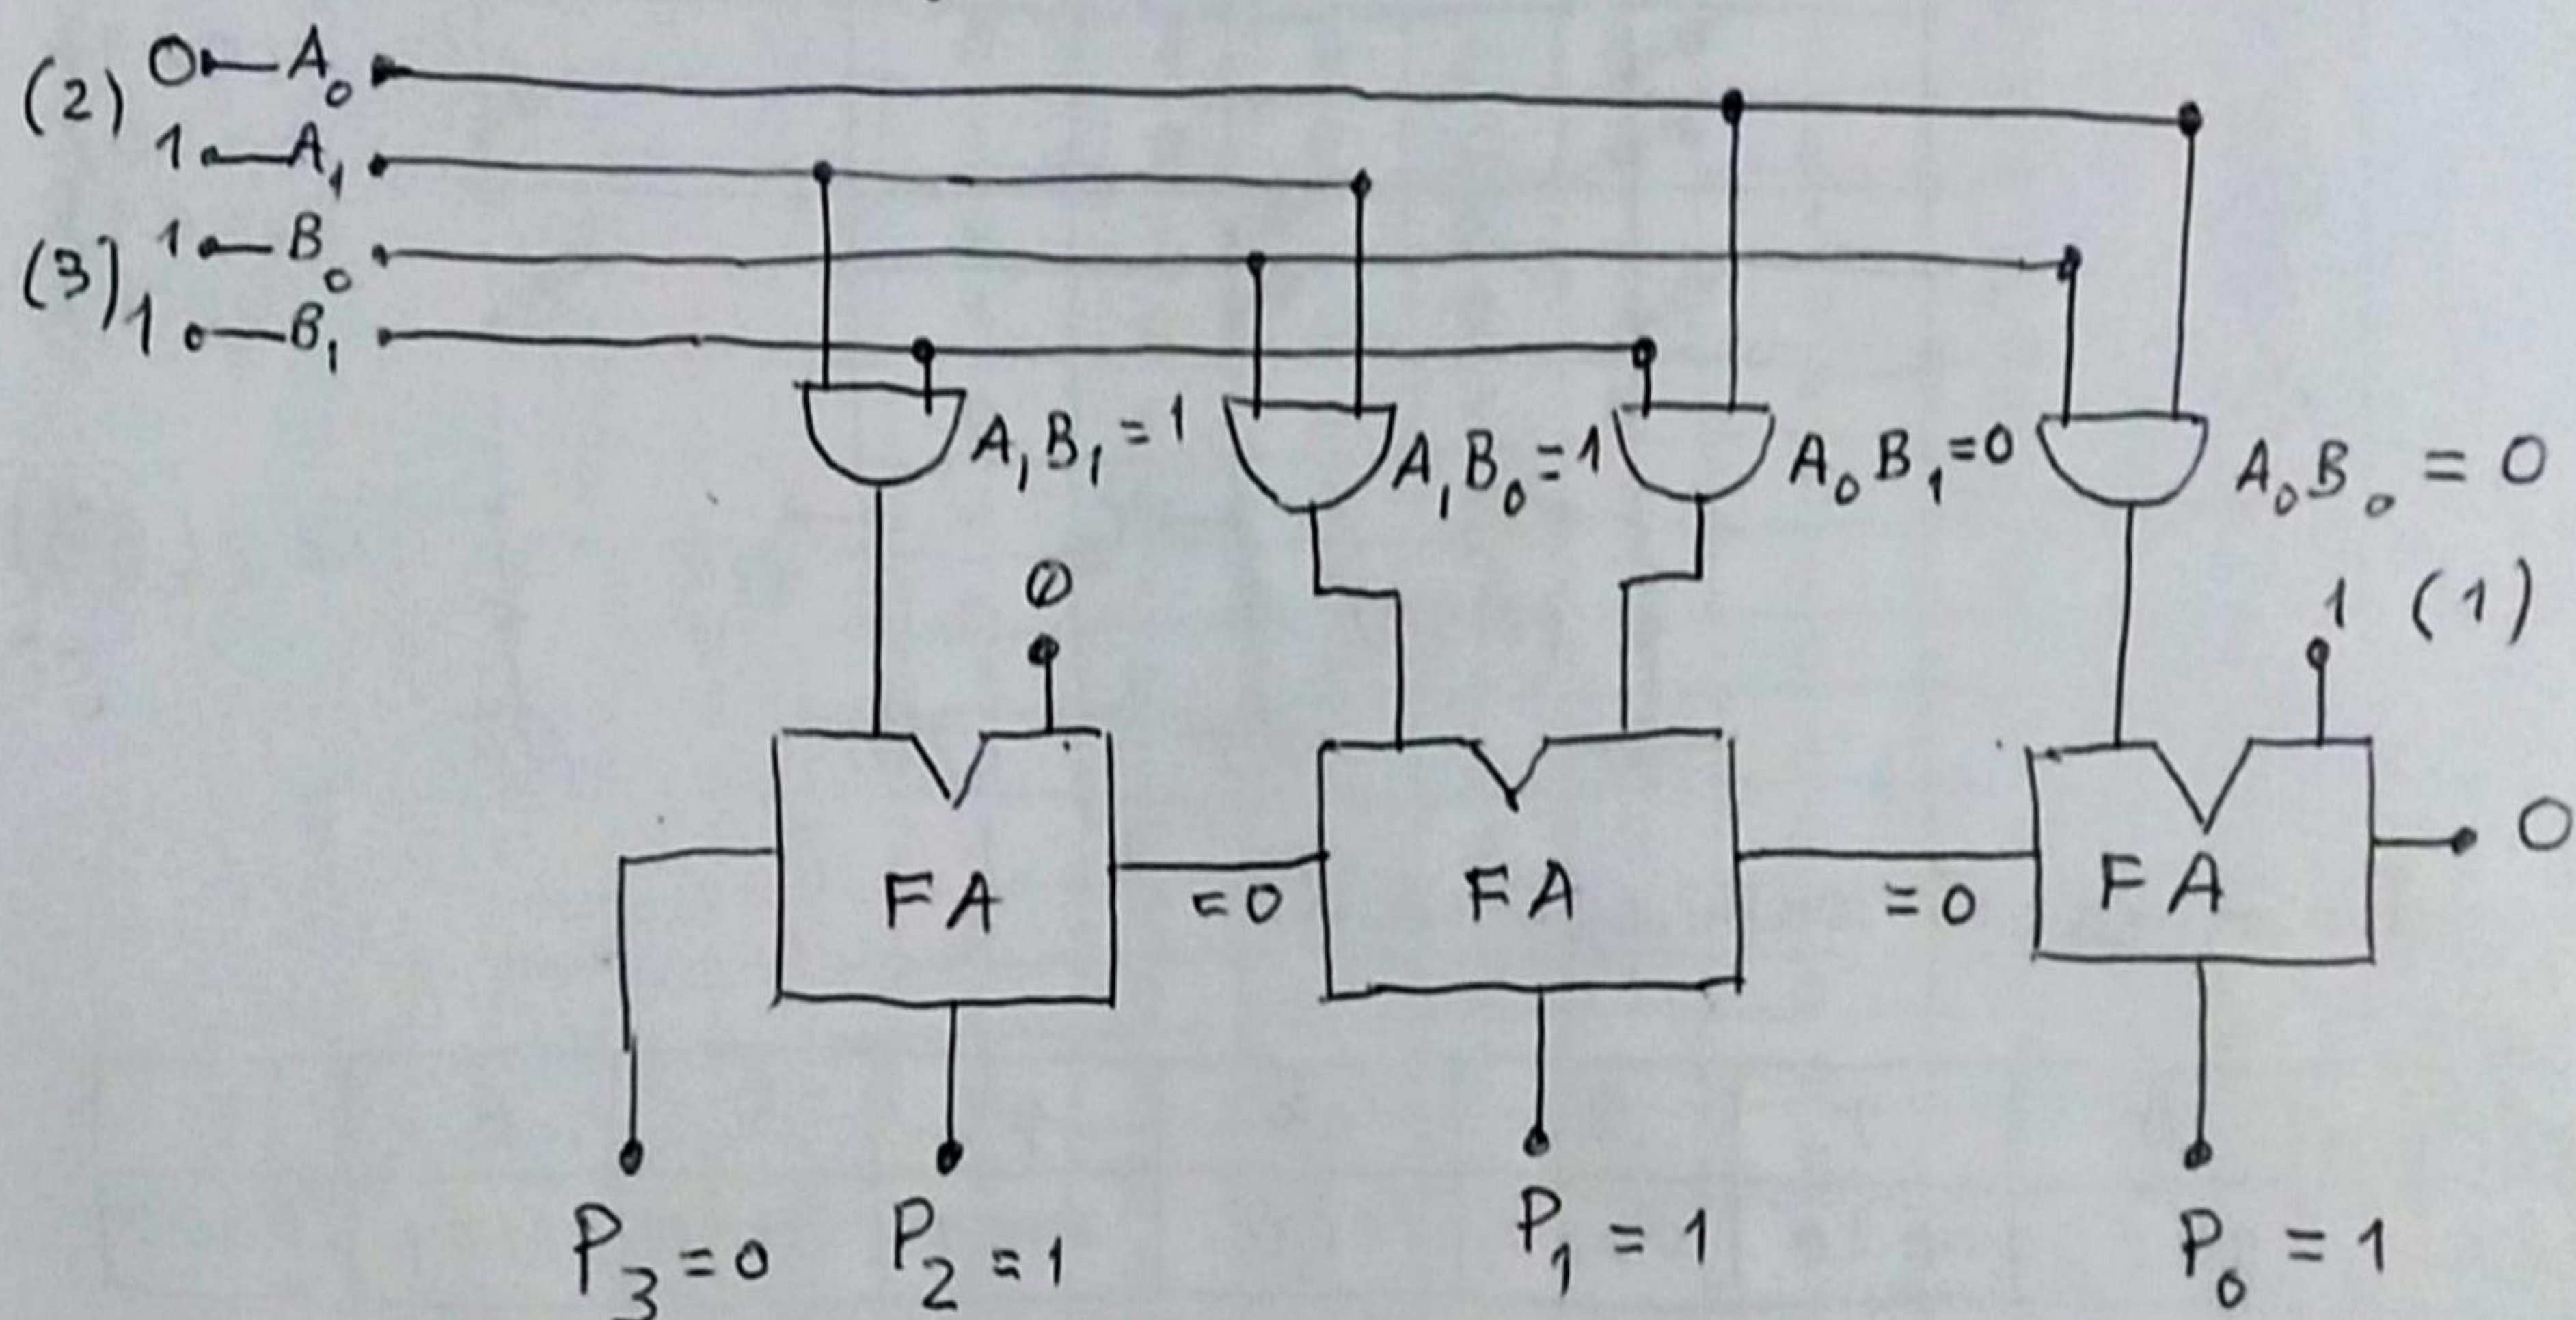 (2) 0 A₀
1 A₁
(3) 1 B₀
1 B₁
A₁B₁ = 1 A₁B₀ = 1 A₀B₁ = 0 A₀B₀ = 0
0 1 (1)
FA = 0 FA = 0 FA 0
P₃ = 0 P₂ = 1 P₁ = 1 P₀ = 1